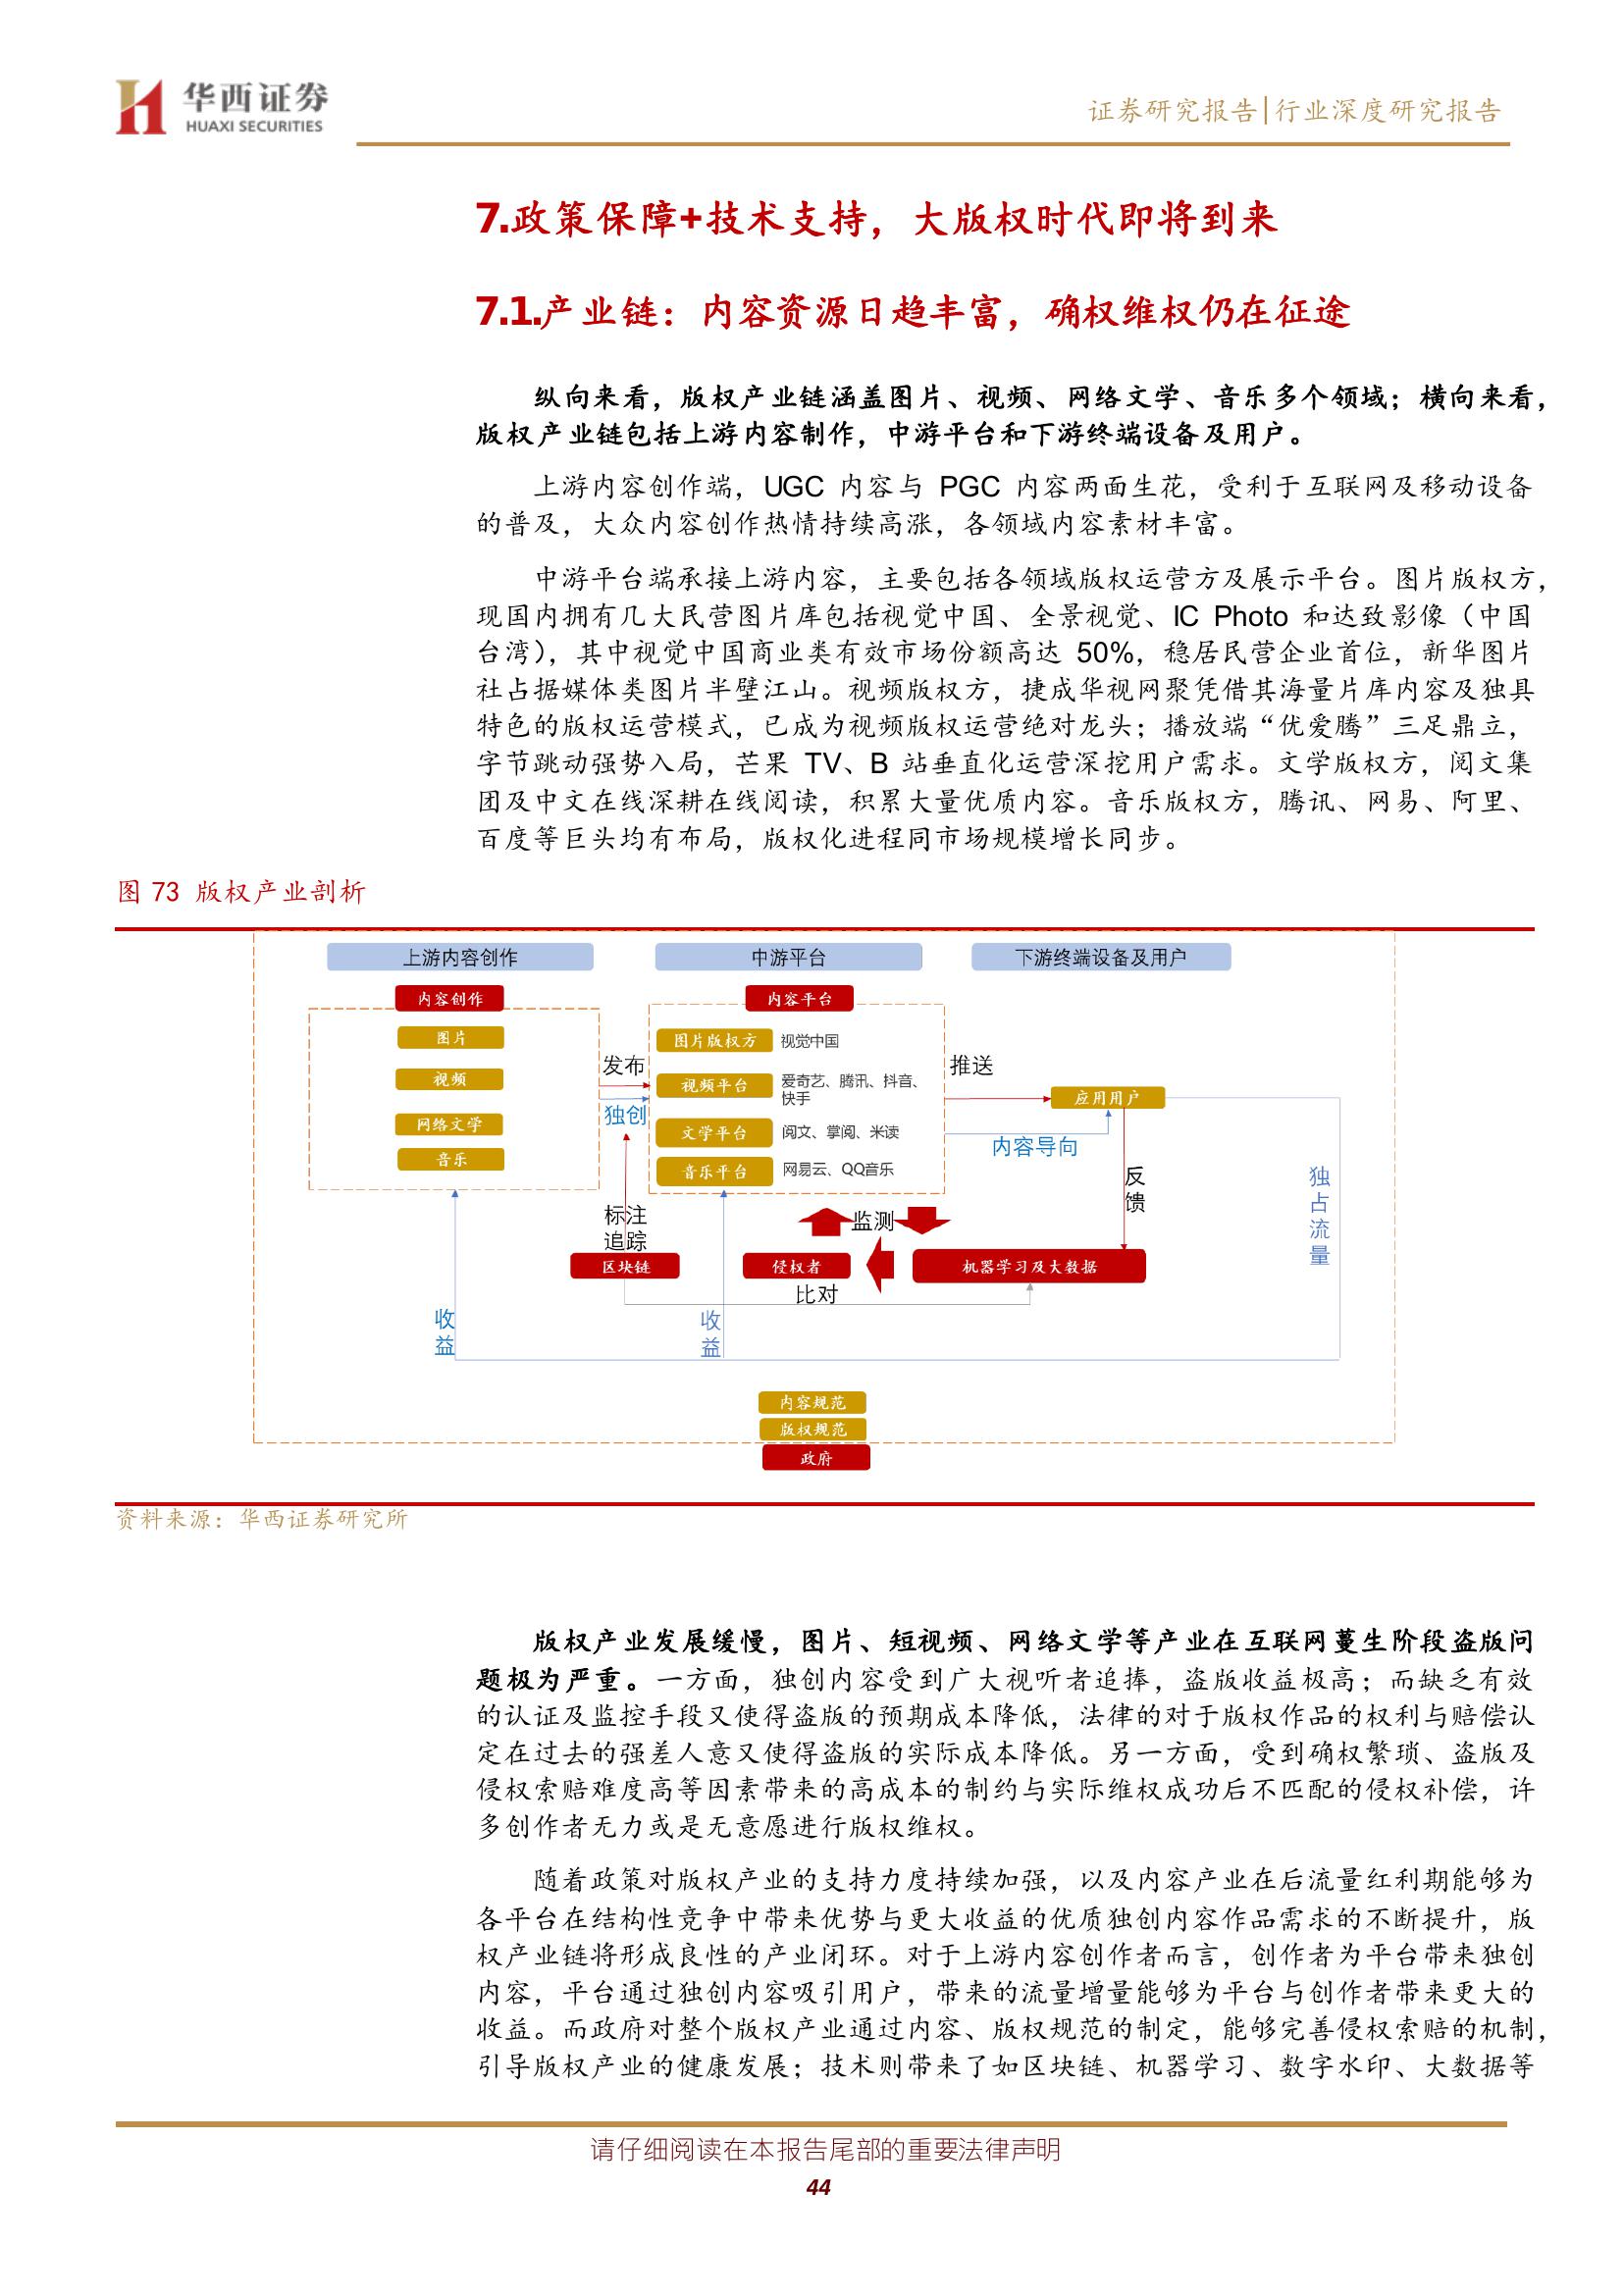 华西证券
HUAXI SECURITIES
证券研究报告|行业深度研究报告
7.政策保障+技术支持，大版权时代即将到来
7.1.产业链：内容资源日趋丰富，确权维权仍在征途
纵向来看，版权产业链涵盖图片、视频、网络文学、音乐多个领域；横向来看，
版权产业链包括上游内容制作，中游平台和下游终端设备及用户。
上游内容创作端，UGC 内容与 PGC 内容两面生花，受利于互联网及移动设备
的普及，大众内容创作热情持续高涨，各领域内容素材丰富。
中游平台端承接上游内容，主要包括各领域版权运营方及展示平台。图片版权方，
现国内拥有几大民营图片库包括视觉中国、全景视觉、IC Photo 和达致影像（中国
台湾），其中视觉中国商业类有效市场份额高达 50%，稳居民营企业首位，新华图片
社占据媒体类图片半壁江山。视频版权方，捷成华视网聚凭借其海量片库内容及独具
特色的版权运营模式，已成为视频版权运营绝对龙头；播放端“优爱腾”三足鼎立，
字节跳动强势入局，芒果 TV、B 站垂直化运营深挖用户需求。文学版权方，阅文集
团及中文在线深耕在线阅读，积累大量优质内容。音乐版权方，腾讯、网易、阿里、
百度等巨头均有布局，版权化进程同市场规模增长同步。
图 73 版权产业剖析
上游内容创作
中游平台
下游终端设备及用户
内容创作
图片
视频
网络文学
音乐
发布
独创
内容平台
图片版权方 视觉中国
视频平台 爱奇艺、腾讯、抖音、
快手
文学平台 阅文、掌阅、米读
音乐平台 网易云、QQ音乐
推送
应用用户
内容导向
反
馈
独
占
流
量
标注
追踪
监测
区块链
侵权者
机器学习及大数据
比对
收
益
收
益
内容规范
版权规范
政府
资料来源：华西证券研究所
版权产业发展缓慢，图片、短视频、网络文学等产业在互联网蔓生阶段盗版问
题极为严重。一方面，独创内容受到广大视听者追捧，盗版收益极高；而缺乏有效
的认证及监控手段又使得盗版的预期成本降低，法律的对于版权作品的权利与赔偿认
定在过去的强差人意又使得盗版的实际成本降低。另一方面，受到确权繁琐、盗版及
侵权索赔难度高等因素带来的高成本的制约与实际维权成功后不匹配的侵权补偿，许
多创作者无力或是无意愿进行版权维权。
随着政策对版权产业的支持力度持续加强，以及内容产业在后流量红利期能够为
各平台在结构性竞争中带来优势与更大收益的优质独创内容作品需求的不断提升，版
权产业链将形成良性的产业闭环。对于上游内容创作者而言，创作者为平台带来独创
内容，平台通过独创内容吸引用户，带来的流量增量能够为平台与创作者带来更大的
收益。而政府对整个版权产业通过内容、版权规范的制定，能够完善侵权索赔的机制，
引导版权产业的健康发展；技术则带来了如区块链、机器学习、数字水印、大数据等
请仔细阅读在本报告尾部的重要法律声明
44